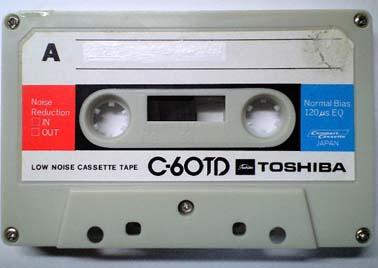 A
Noise
Reduction
IN
OUT
Normal Bias
120μs EQ
Compact
Cassette
JAPAN
LOW NOISE CASSETTE TAPE C-60TD TOSHIBA